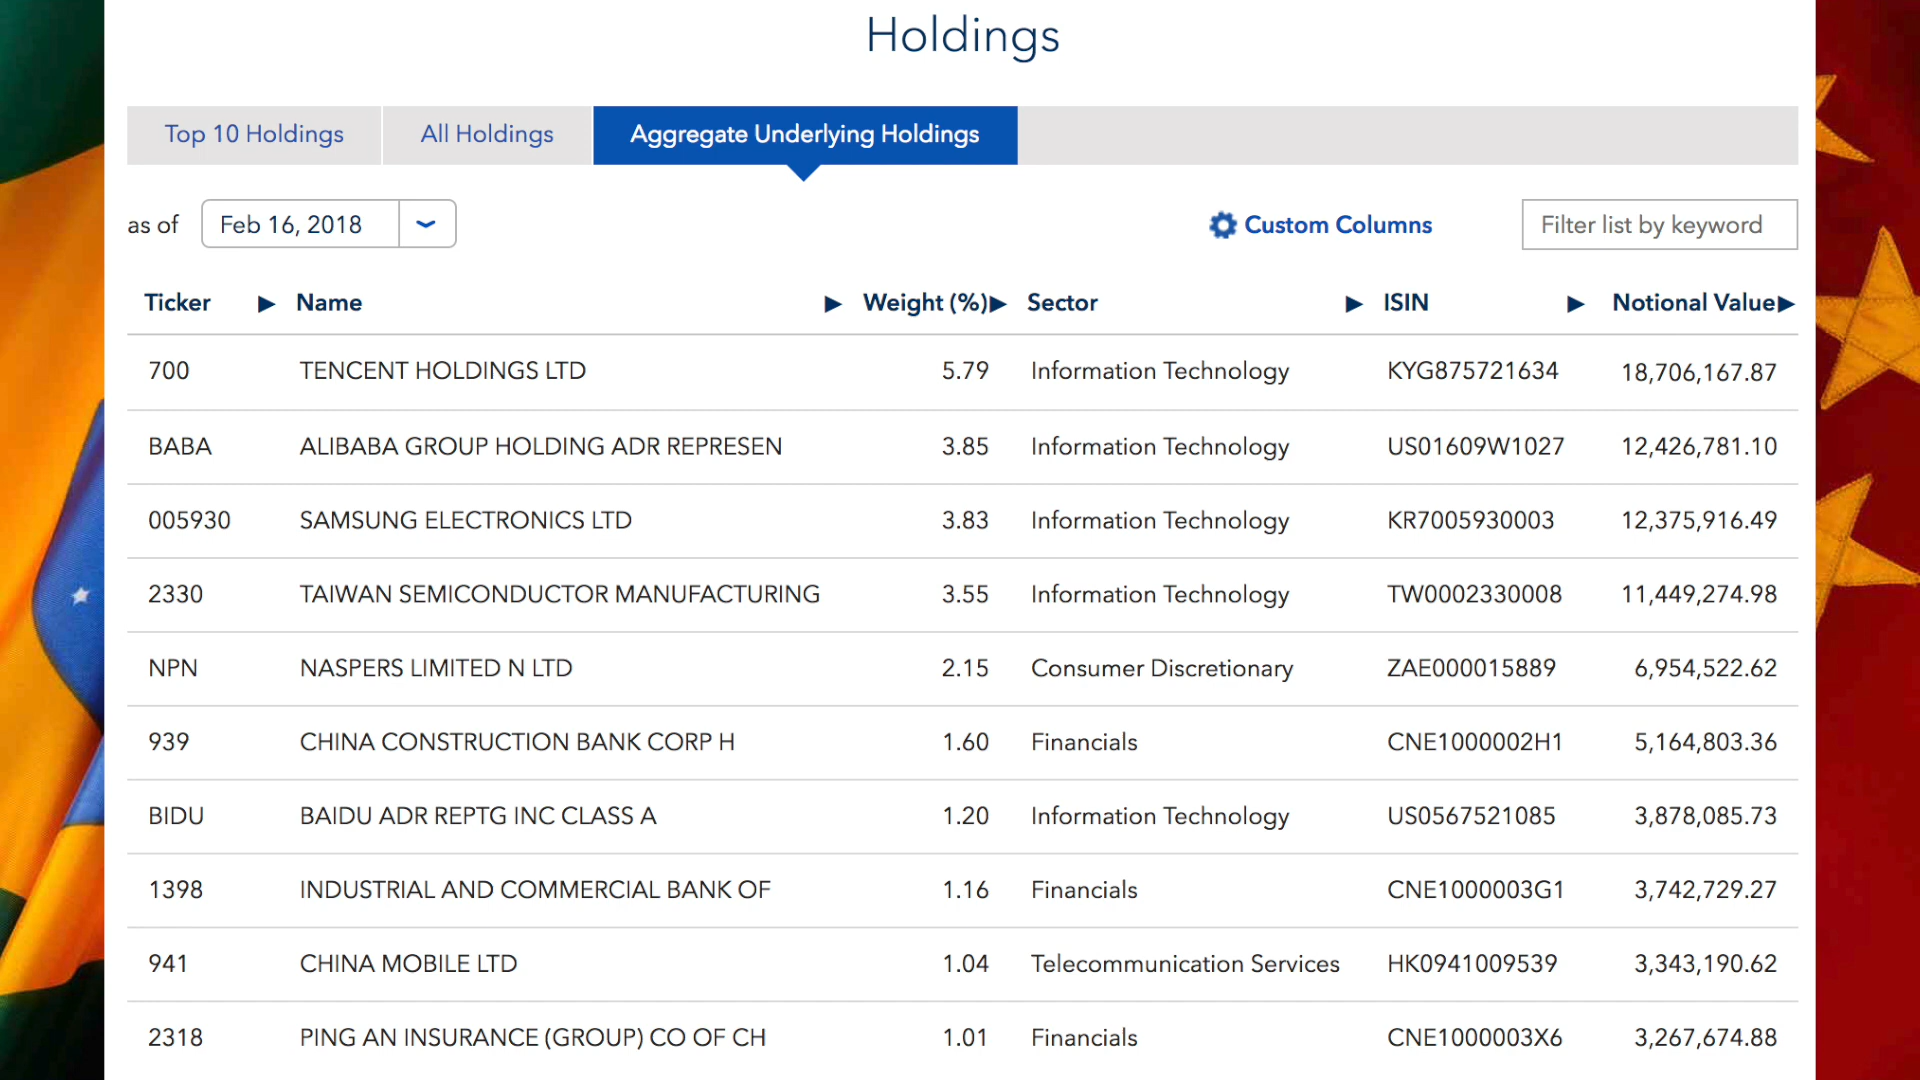 Holdings
Top 10 Holdings All Holdings Aggregate Underlying Holdings
as of Feb 16, 2018 Custom Columns Filter list by keyword
Ticker Name Weight (%) Sector ISIN Notional Value
700 TENCENT HOLDINGS LTD 5.79 Information Technology KYG875721634 18,706,167.87
BABA ALIBABA GROUP HOLDING ADR REPRESEN 3.85 Information Technology US01609W1027 12,426,781.10
005930 SAMSUNG ELECTRONICS LTD 3.83 Information Technology KR7005930003 12,375,916.49
2330 TAIWAN SEMICONDUCTOR MANUFACTURING 3.55 Information Technology TW0002330008 11,449,274.98
NPN NASPERS LIMITED N LTD 2.15 Consumer Discretionary ZAE000015889 6,954,522.62
939 CHINA CONSTRUCTION BANK CORP H 1.60 Financials CNE1000002H1 5,164,803.36
BIDU BAIDU ADR REPTG INC CLASS A 1.20 Information Technology US0567521085 3,878,085.73
1398 INDUSTRIAL AND COMMERCIAL BANK OF 1.16 Financials CNE1000003G1 3,742,729.27
941 CHINA MOBILE LTD 1.04 Telecommunication Services HK0941009539 3,343,190.62
2318 PING AN INSURANCE (GROUP) CO OF CH 1.01 Financials CNE1000003X6 3,267,674.88